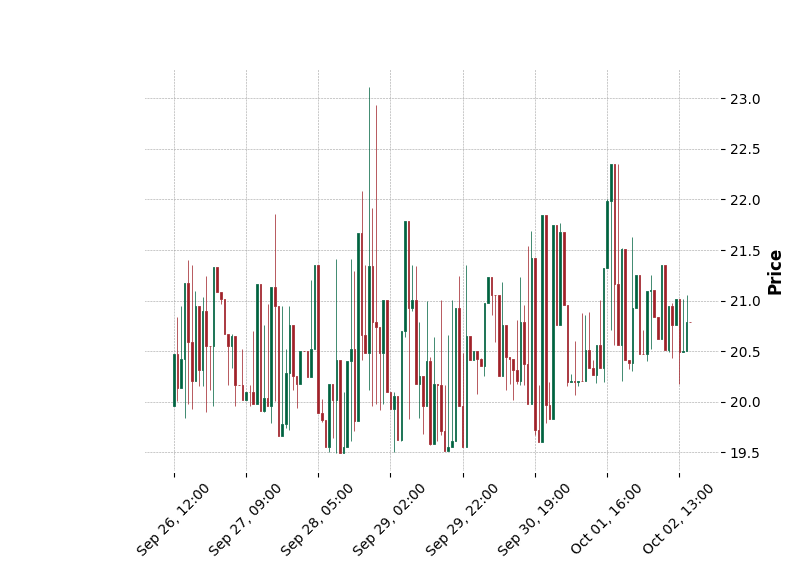 23.0
22.5
22.0
21.5
21.0
20.5
20.0
19.5
Price
Sep 26, 12:00
Sep 27, 09:00
Sep 28, 05:00
Sep 29, 02:00
Sep 29, 22:00
Sep 30, 19:00
Oct 01, 16:00
Oct 02, 13:00